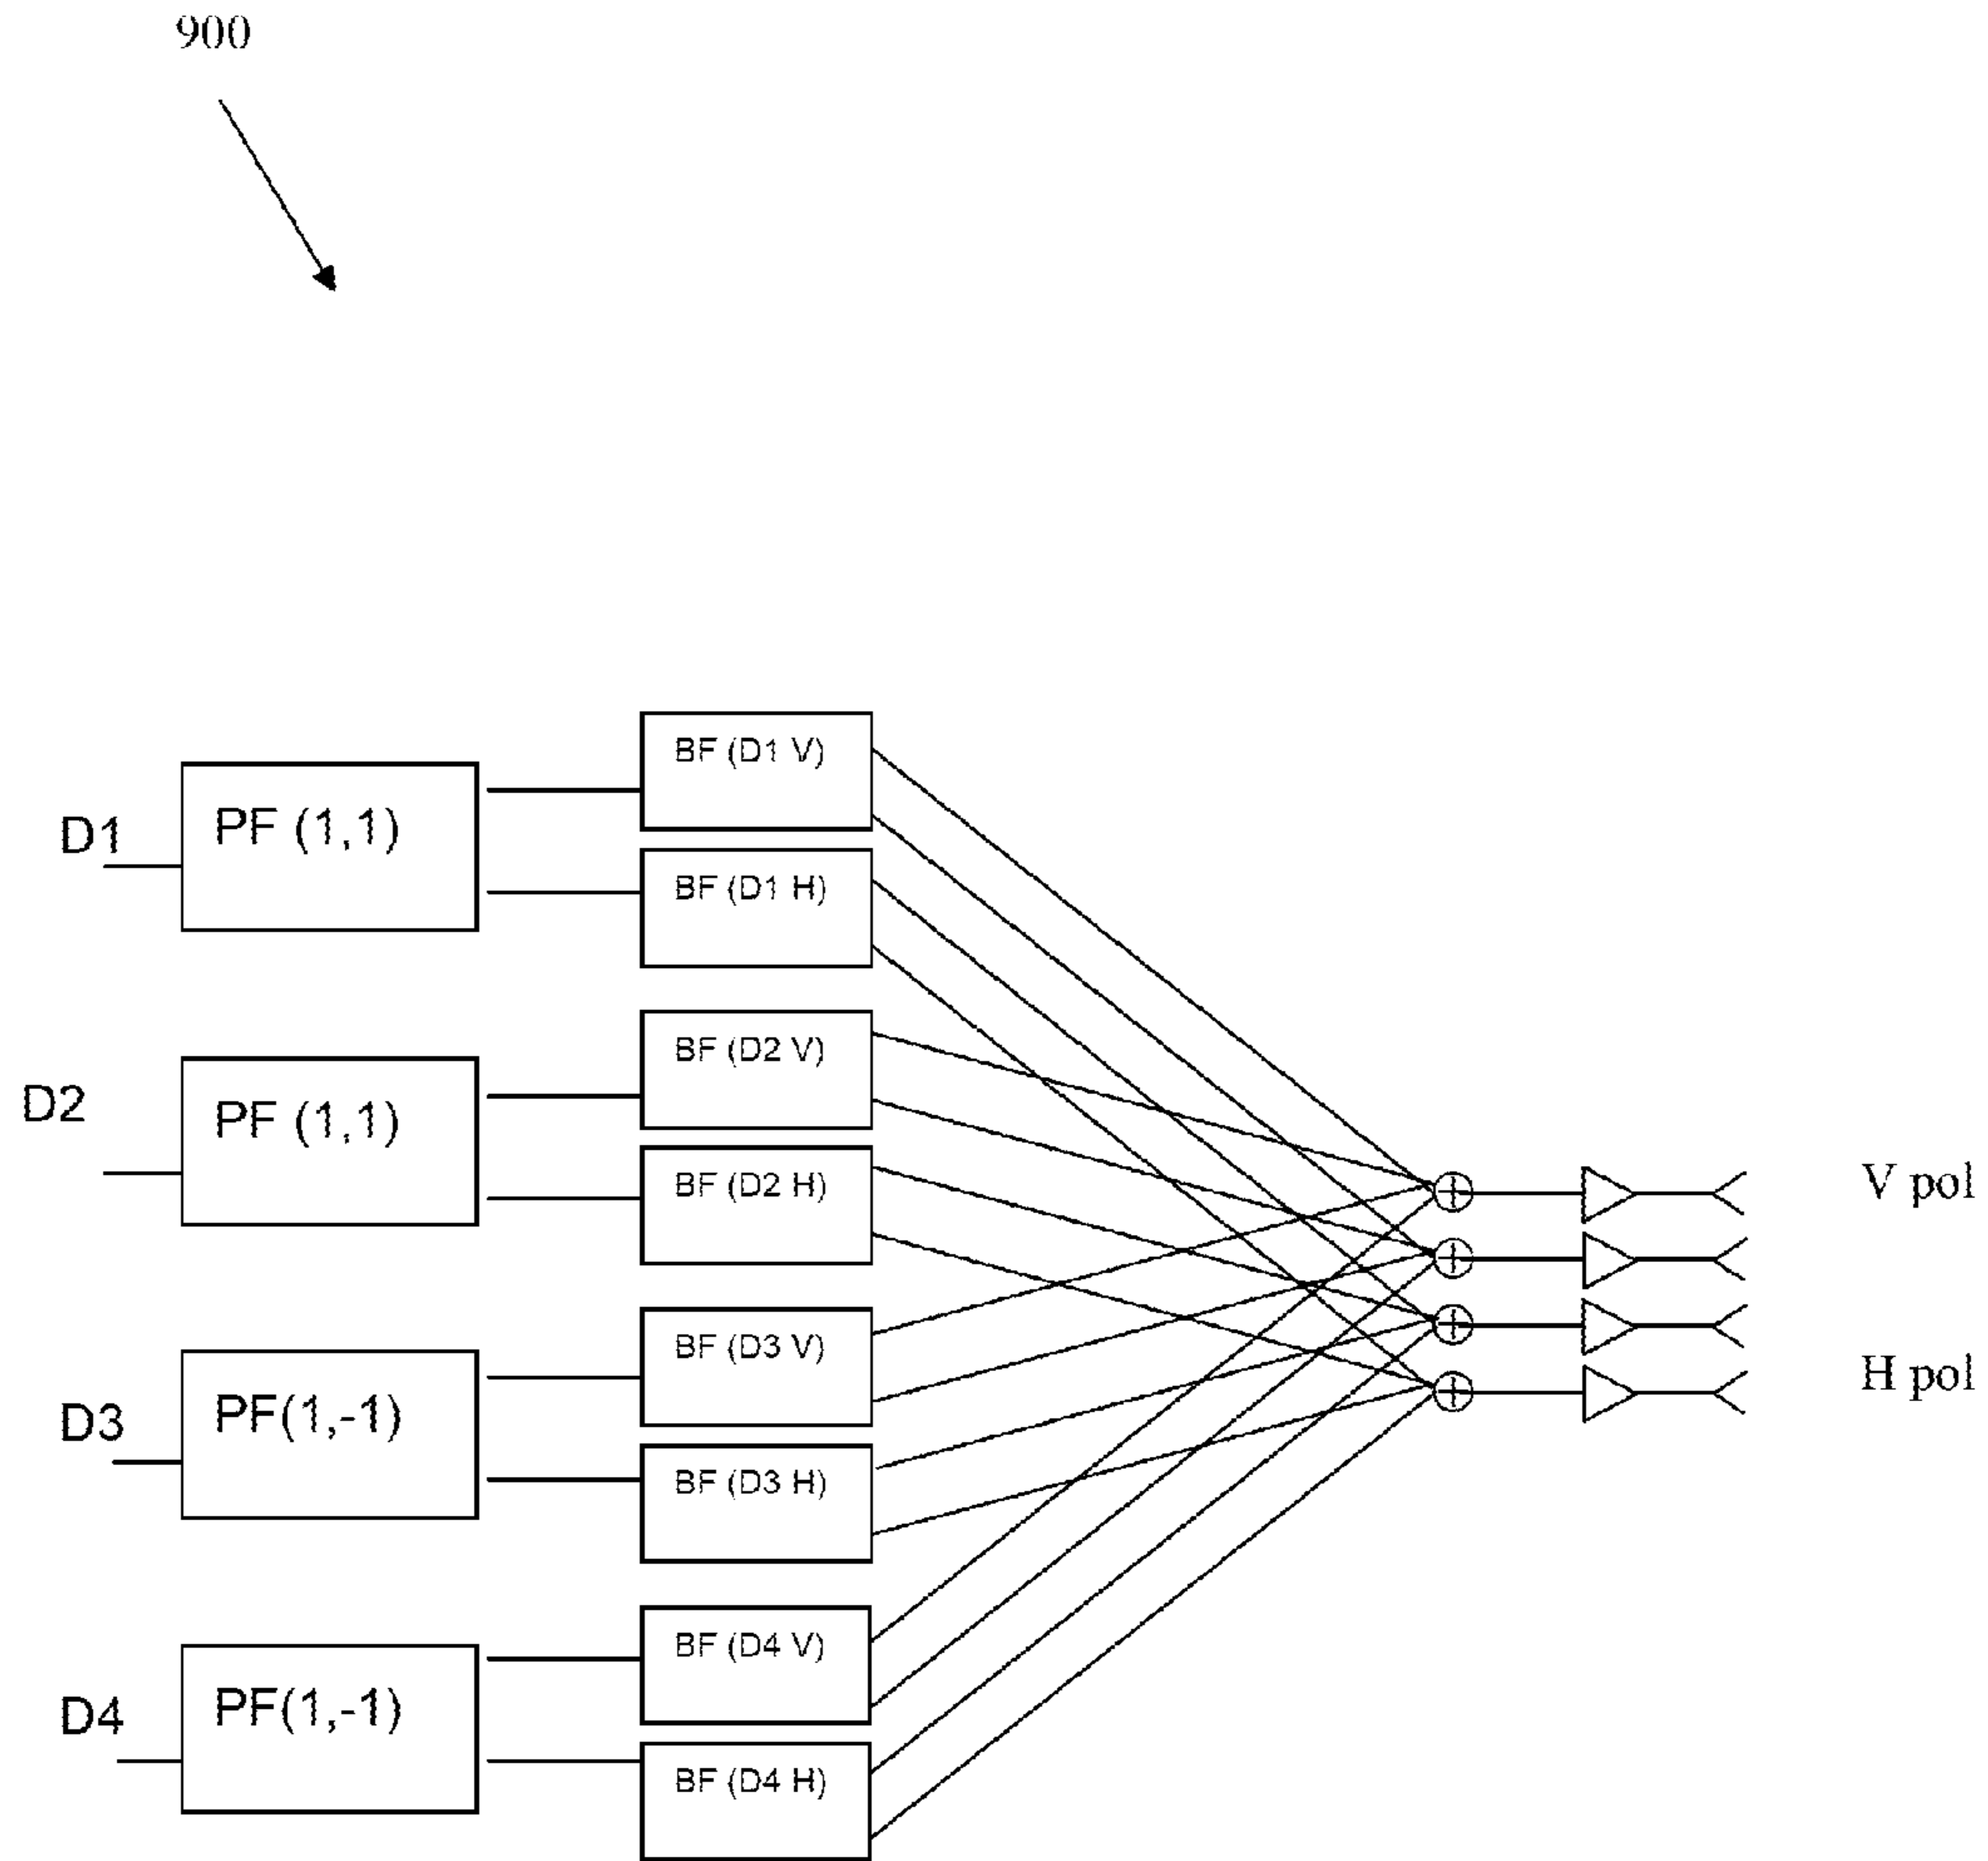 900
BF (D1 V)
D1
PF (1,1)
BF (D1 H)
BF (D2 V)
D2
PF (1,1)
BF (D2 H)
V pol
BF (D3 V)
H pol
D3
PF(1,-1)
BF (D3 H)
BF (D4 V)
D4
PF(1,-1)
BF (D4 H)